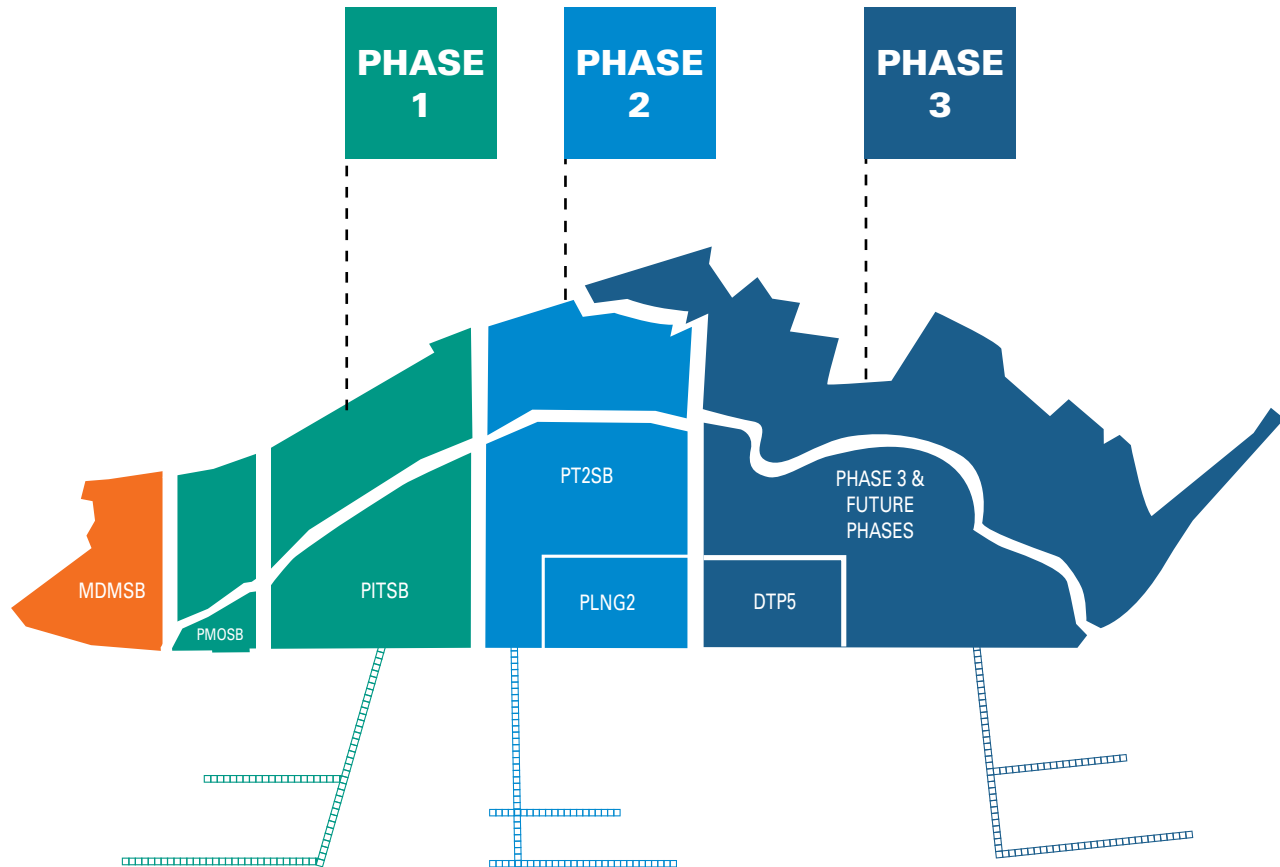 PHASE
1
PHASE
2
PHASE
3
MDMSB
PMOSB
PITSB
PT2SB
PLNG2
DTP5
PHASE 3 &
FUTURE
PHASES